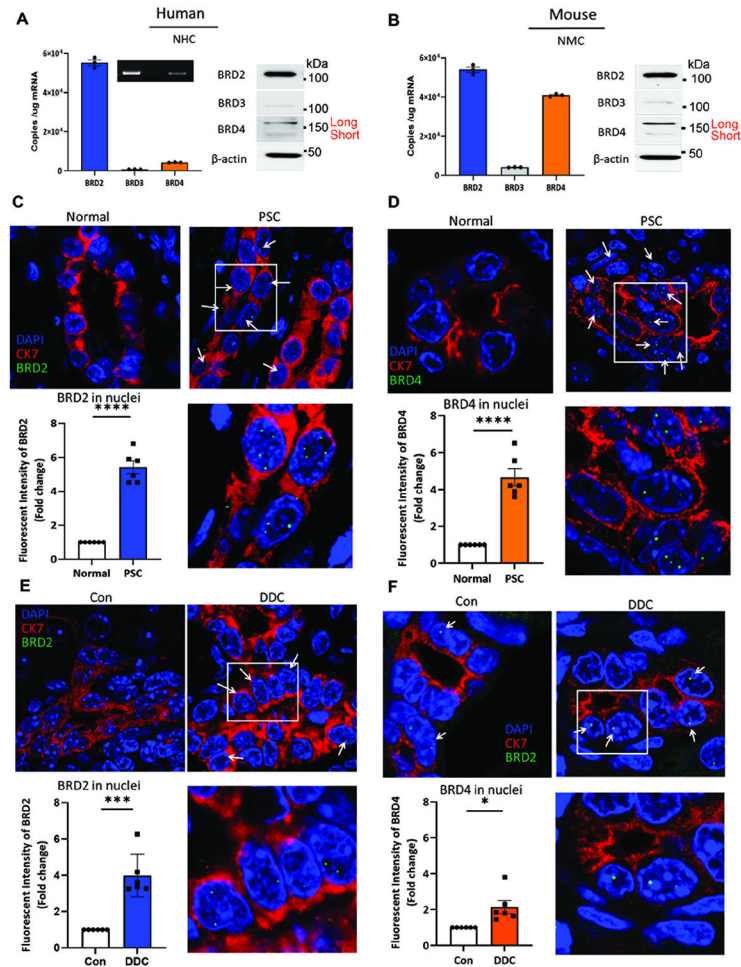 A
Human
NHC
Copies /ug mRNA
6×10⁴
4×10⁴
2×10⁴
0
BRD2
BRD3
BRD4
BRD2
BRD3
BRD4
β-actin
kDa
100
100
150
50
Long
Short
B
Mouse
NMC
Copies /ug mRNA
6×10⁴
4×10⁴
2×10⁴
0
BRD2
BRD3
BRD4
BRD2
BRD3
BRD4
β-actin
kDa
100
100
150
50
Long
Short
C
Normal
PSC
DAPI
CK7
BRD2
BRD2 in nuclei
****
Fluorescent Intensity of BRD2
(Fold change)
8
6
4
2
0
Normal
PSC
D
Normal
PSC
DAPI
CK7
BRD4
BRD4 in nuclei
****
Fluorescent Intensity of BRD4
(Fold change)
8
6
4
2
0
Normal
PSC
E
Con
DDC
DAPI
CK7
BRD2
BRD2 in nuclei
***
Fluorescent Intensity of BRD2
(Fold change)
8
6
4
2
0
Con
DDC
F
Con
DDC
DAPI
CK7
BRD2
BRD4 in nuclei
*
Fluorescent Intensity of BRD4
(Fold change)
8
6
4
2
0
Con
DDC